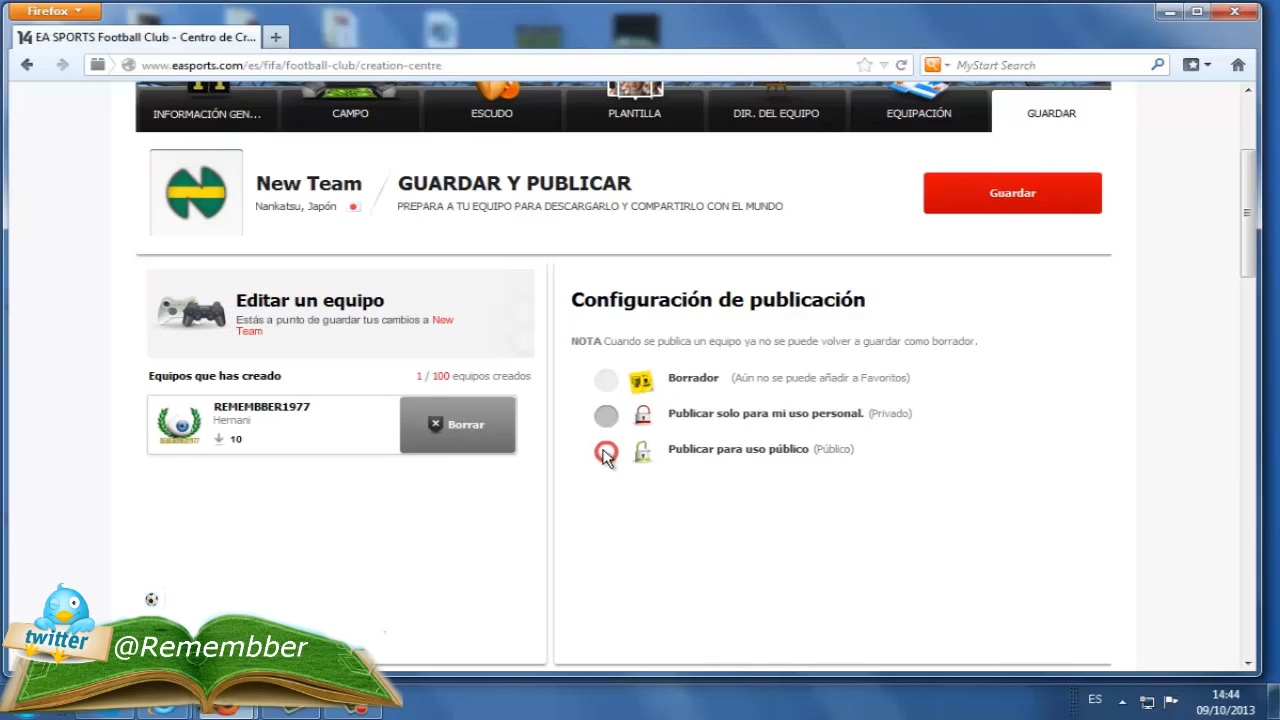 Firefox
14 EA SPORTS Football Club - Centro de Cr...
www.easports.com/es/fifa/football-club/creation-centre
MyStart Search
INFORMACIÓN GEN...
CAMPO
ESCUDO
PLANTILLA
DIR. DEL EQUIPO
EQUIPACIÓN
GUARDAR
New Team
Nankatsu, Japón
GUARDAR Y PUBLICAR
PREPARA A TU EQUIPO PARA DESCARGARLO Y COMPARTIRLO CON EL MUNDO
Guardar
Editar un equipo
Estás a punto de guardar tus cambios a New
Team
Equipos que has creado
1 / 100 equipos creados
REMEMBBER1977
Hernani
10
Borrar
Configuración de publicación
NOTA Cuando se publica un equipo ya no se puede volver a guardar como borrador.
Borrador (Aún no se puede añadir a Favoritos)
Publicar solo para mi uso personal. (Privado)
Publicar para uso público (Público)
twitter
@Remembber
ES
14:44
09/10/2013